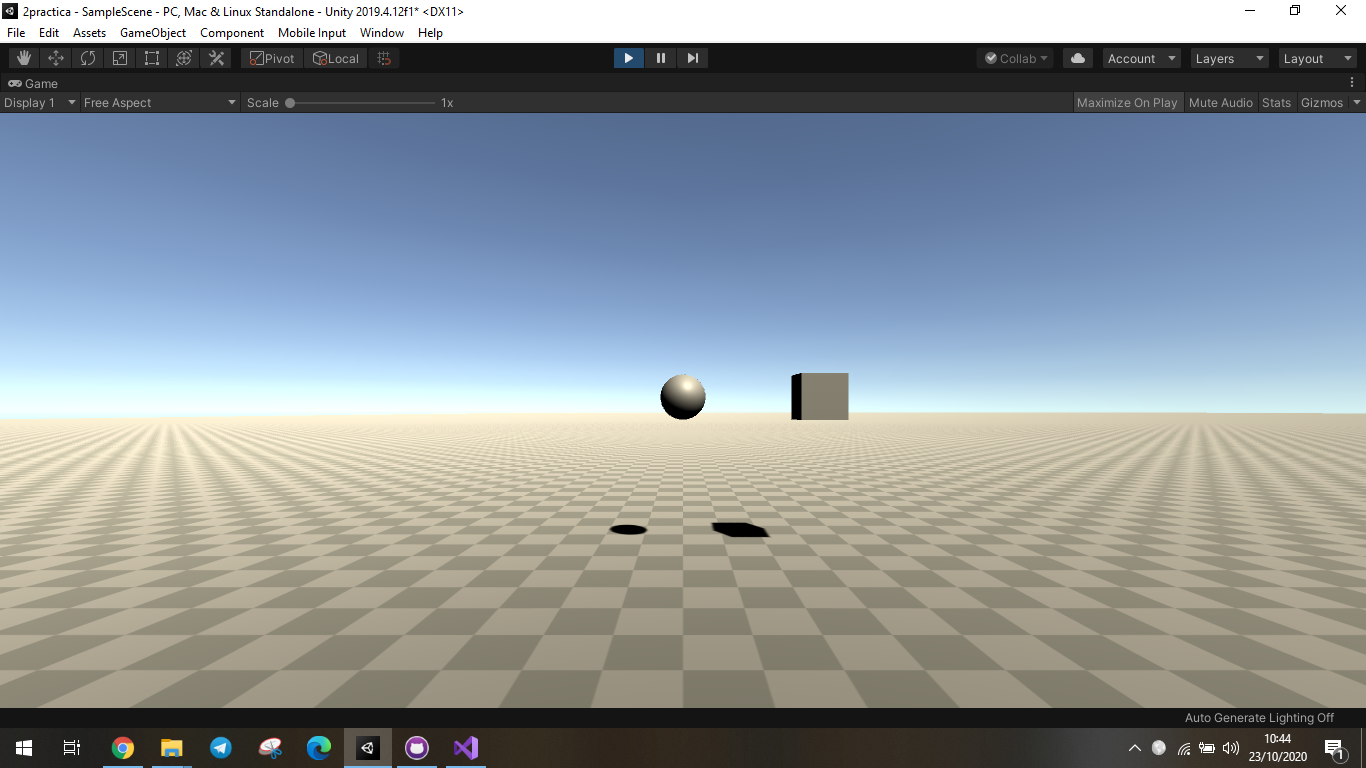 2practica - SampleScene - PC, Mac & Linux Standalone - Unity 2019.4.12f1* <DX11>
File Edit Assets GameObject Component Mobile Input Window Help
Pivot Local Collab Account Layers Layout
Game
Display 1 Free Aspect Scale 1x Maximize On Play Mute Audio Stats Gizmos
Auto Generate Lighting Off
10:44
23/10/2020
1